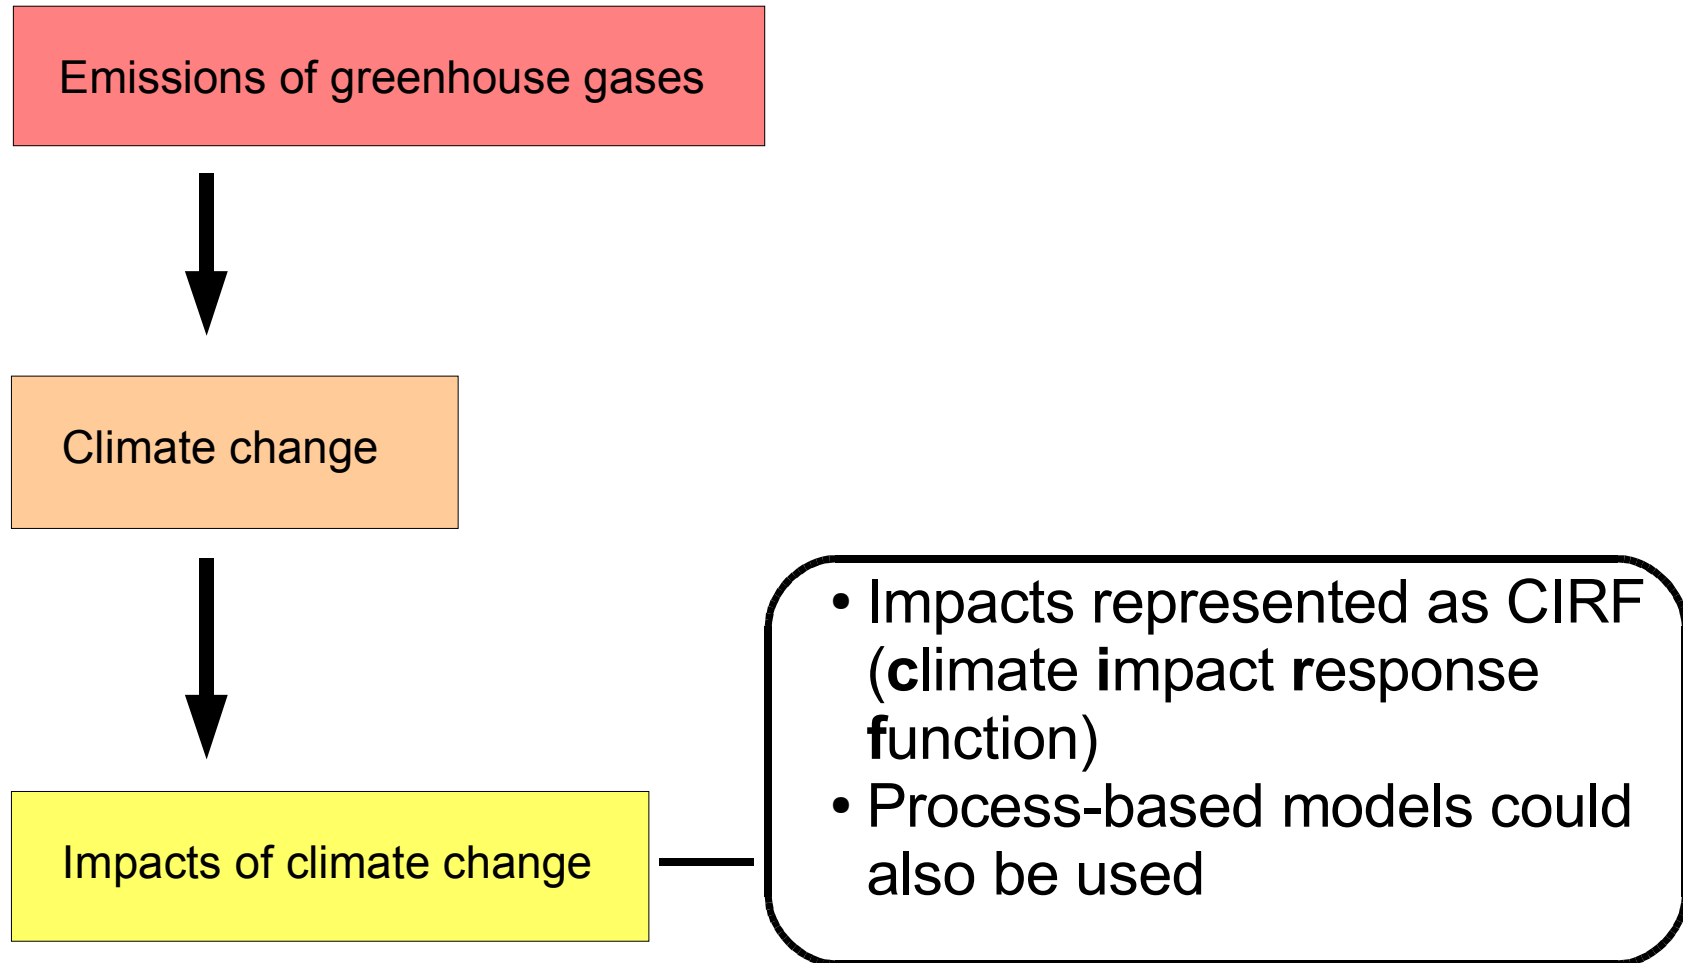 Emissions of greenhouse gases
Climate change
Impacts of climate change
• Impacts represented as CIRF
(climate impact response
function)
• Process-based models could
also be used